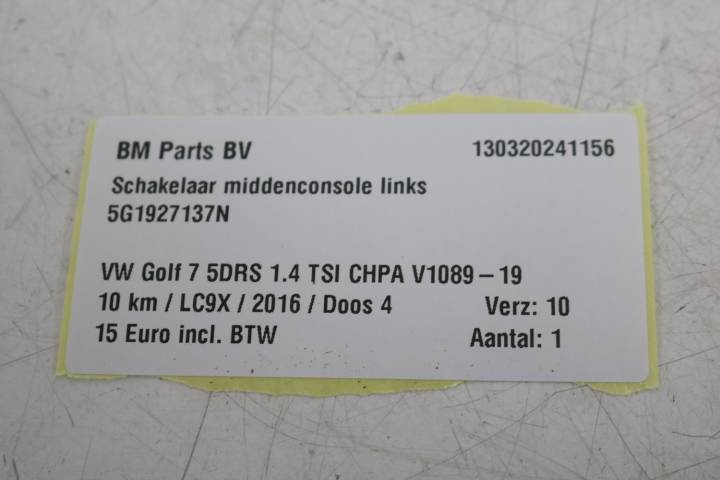 BM Parts BV 130320241156
Schakelaar middenconsole links
5G1927137N
VW Golf 7 5DRS 1.4 TSI CHPA V1089 – 19
10 km / LC9X / 2016 / Doos 4 Verz: 10
15 Euro incl. BTW Aantal: 1